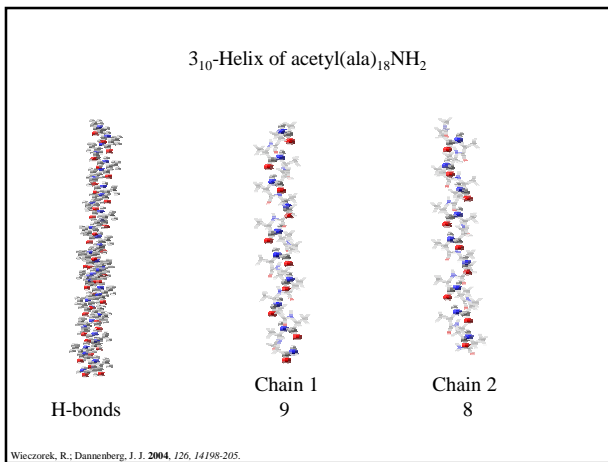 3₁₀-Helix of acetyl(ala)₁₈NH₂
Chain 1
Chain 2
H-bonds
9
8
Wieczorek, R.; Dannenberg, J. J. 2004, 126, 14198-205.